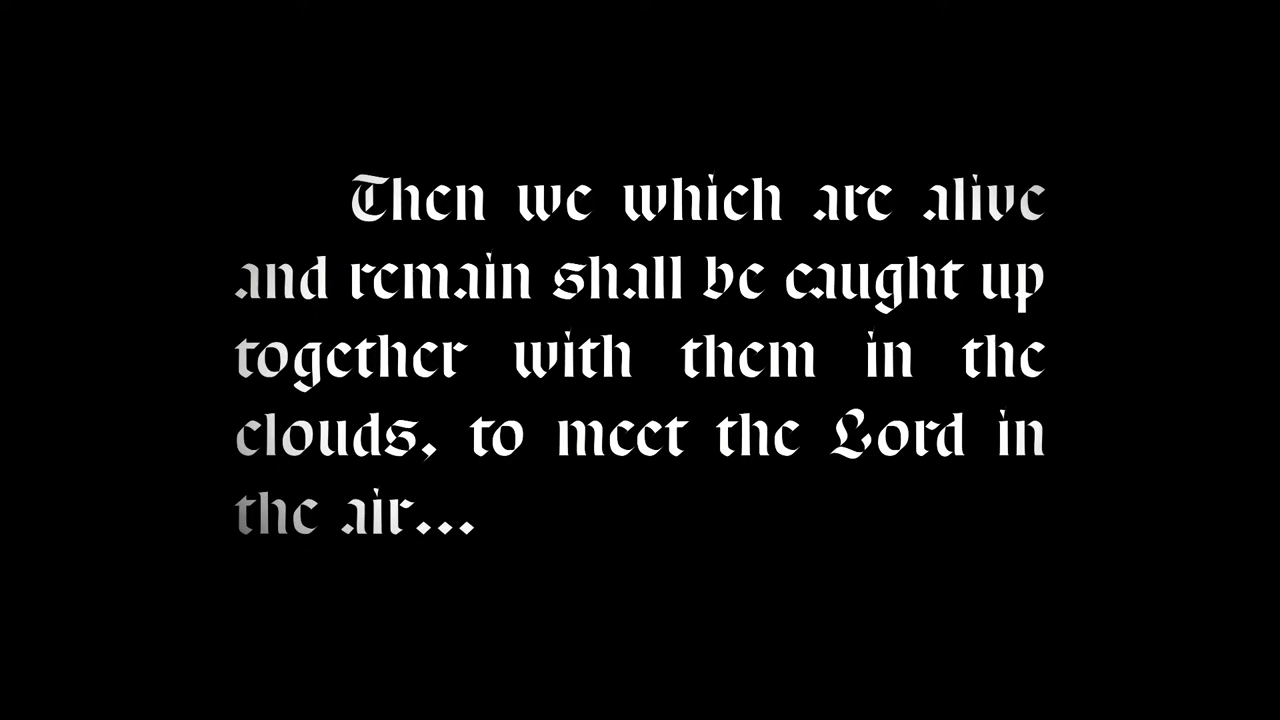 Then we which are alive
and remain shall be caught up
together with them in the
clouds, to meet the Lord in
the air...